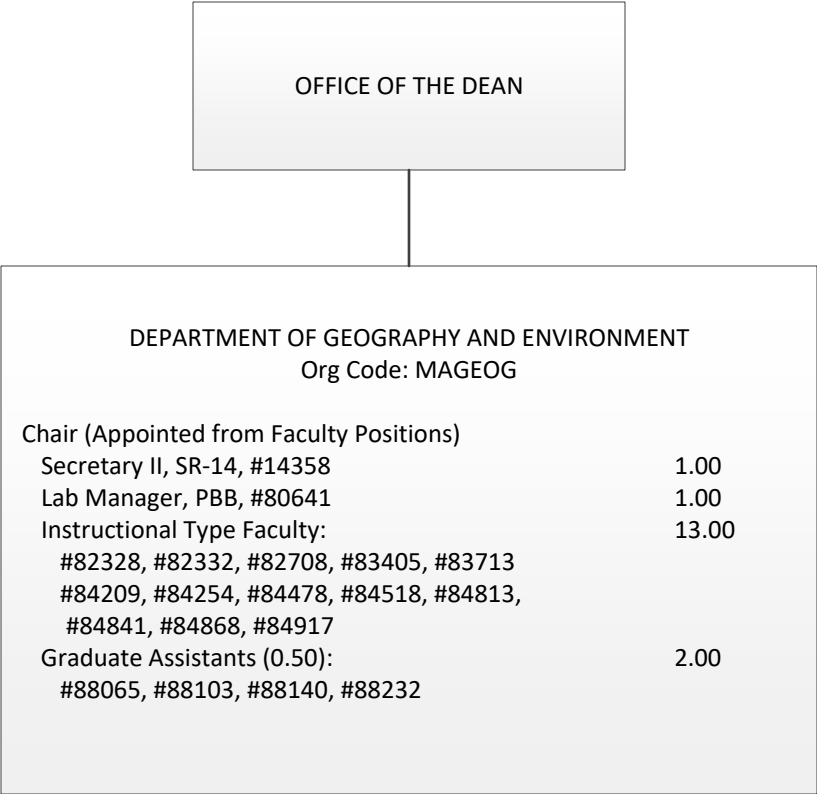 OFFICE OF THE DEAN
DEPARTMENT OF GEOGRAPHY AND ENVIRONMENT
Org Code: MAGEOG
Chair (Appointed from Faculty Positions)
Secretary II, SR-14, #14358 1.00
Lab Manager, PBB, #80641 1.00
Instructional Type Faculty: 13.00
#82328, #82332, #82708, #83405, #83713
#84209, #84254, #84478, #84518, #84813,
#84841, #84868, #84917
Graduate Assistants (0.50): 2.00
#88065, #88103, #88140, #88232